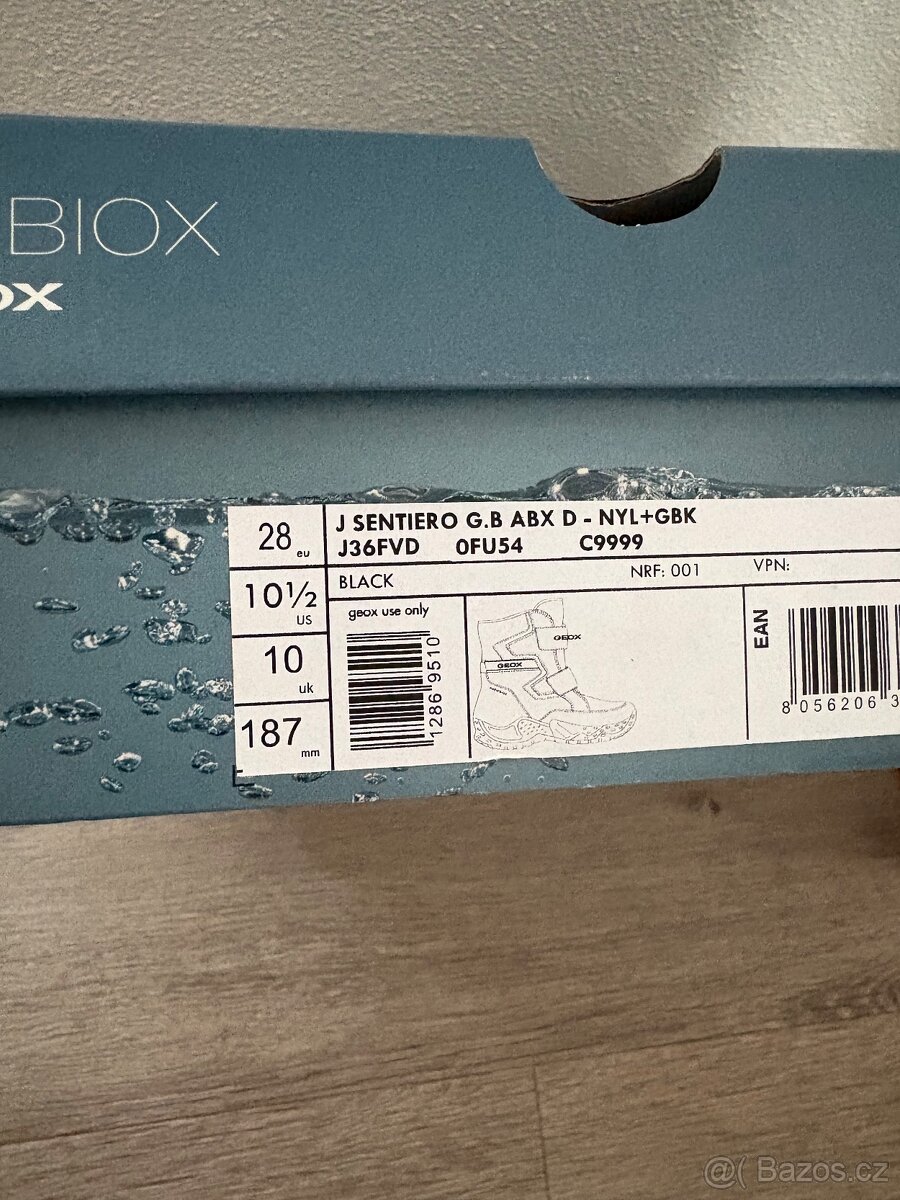 BIOX
ox
28 eu
J SENTIERO G.B ABX D - NYL+GBK
J36FVD 0FU54 C9999
10½ US
BLACK NRF: 001 VPN:
geox use only
10 uk
187 mm
1286 9510
GEOX
GEOX
EAN
8 056206 3
@( Bazos.cz